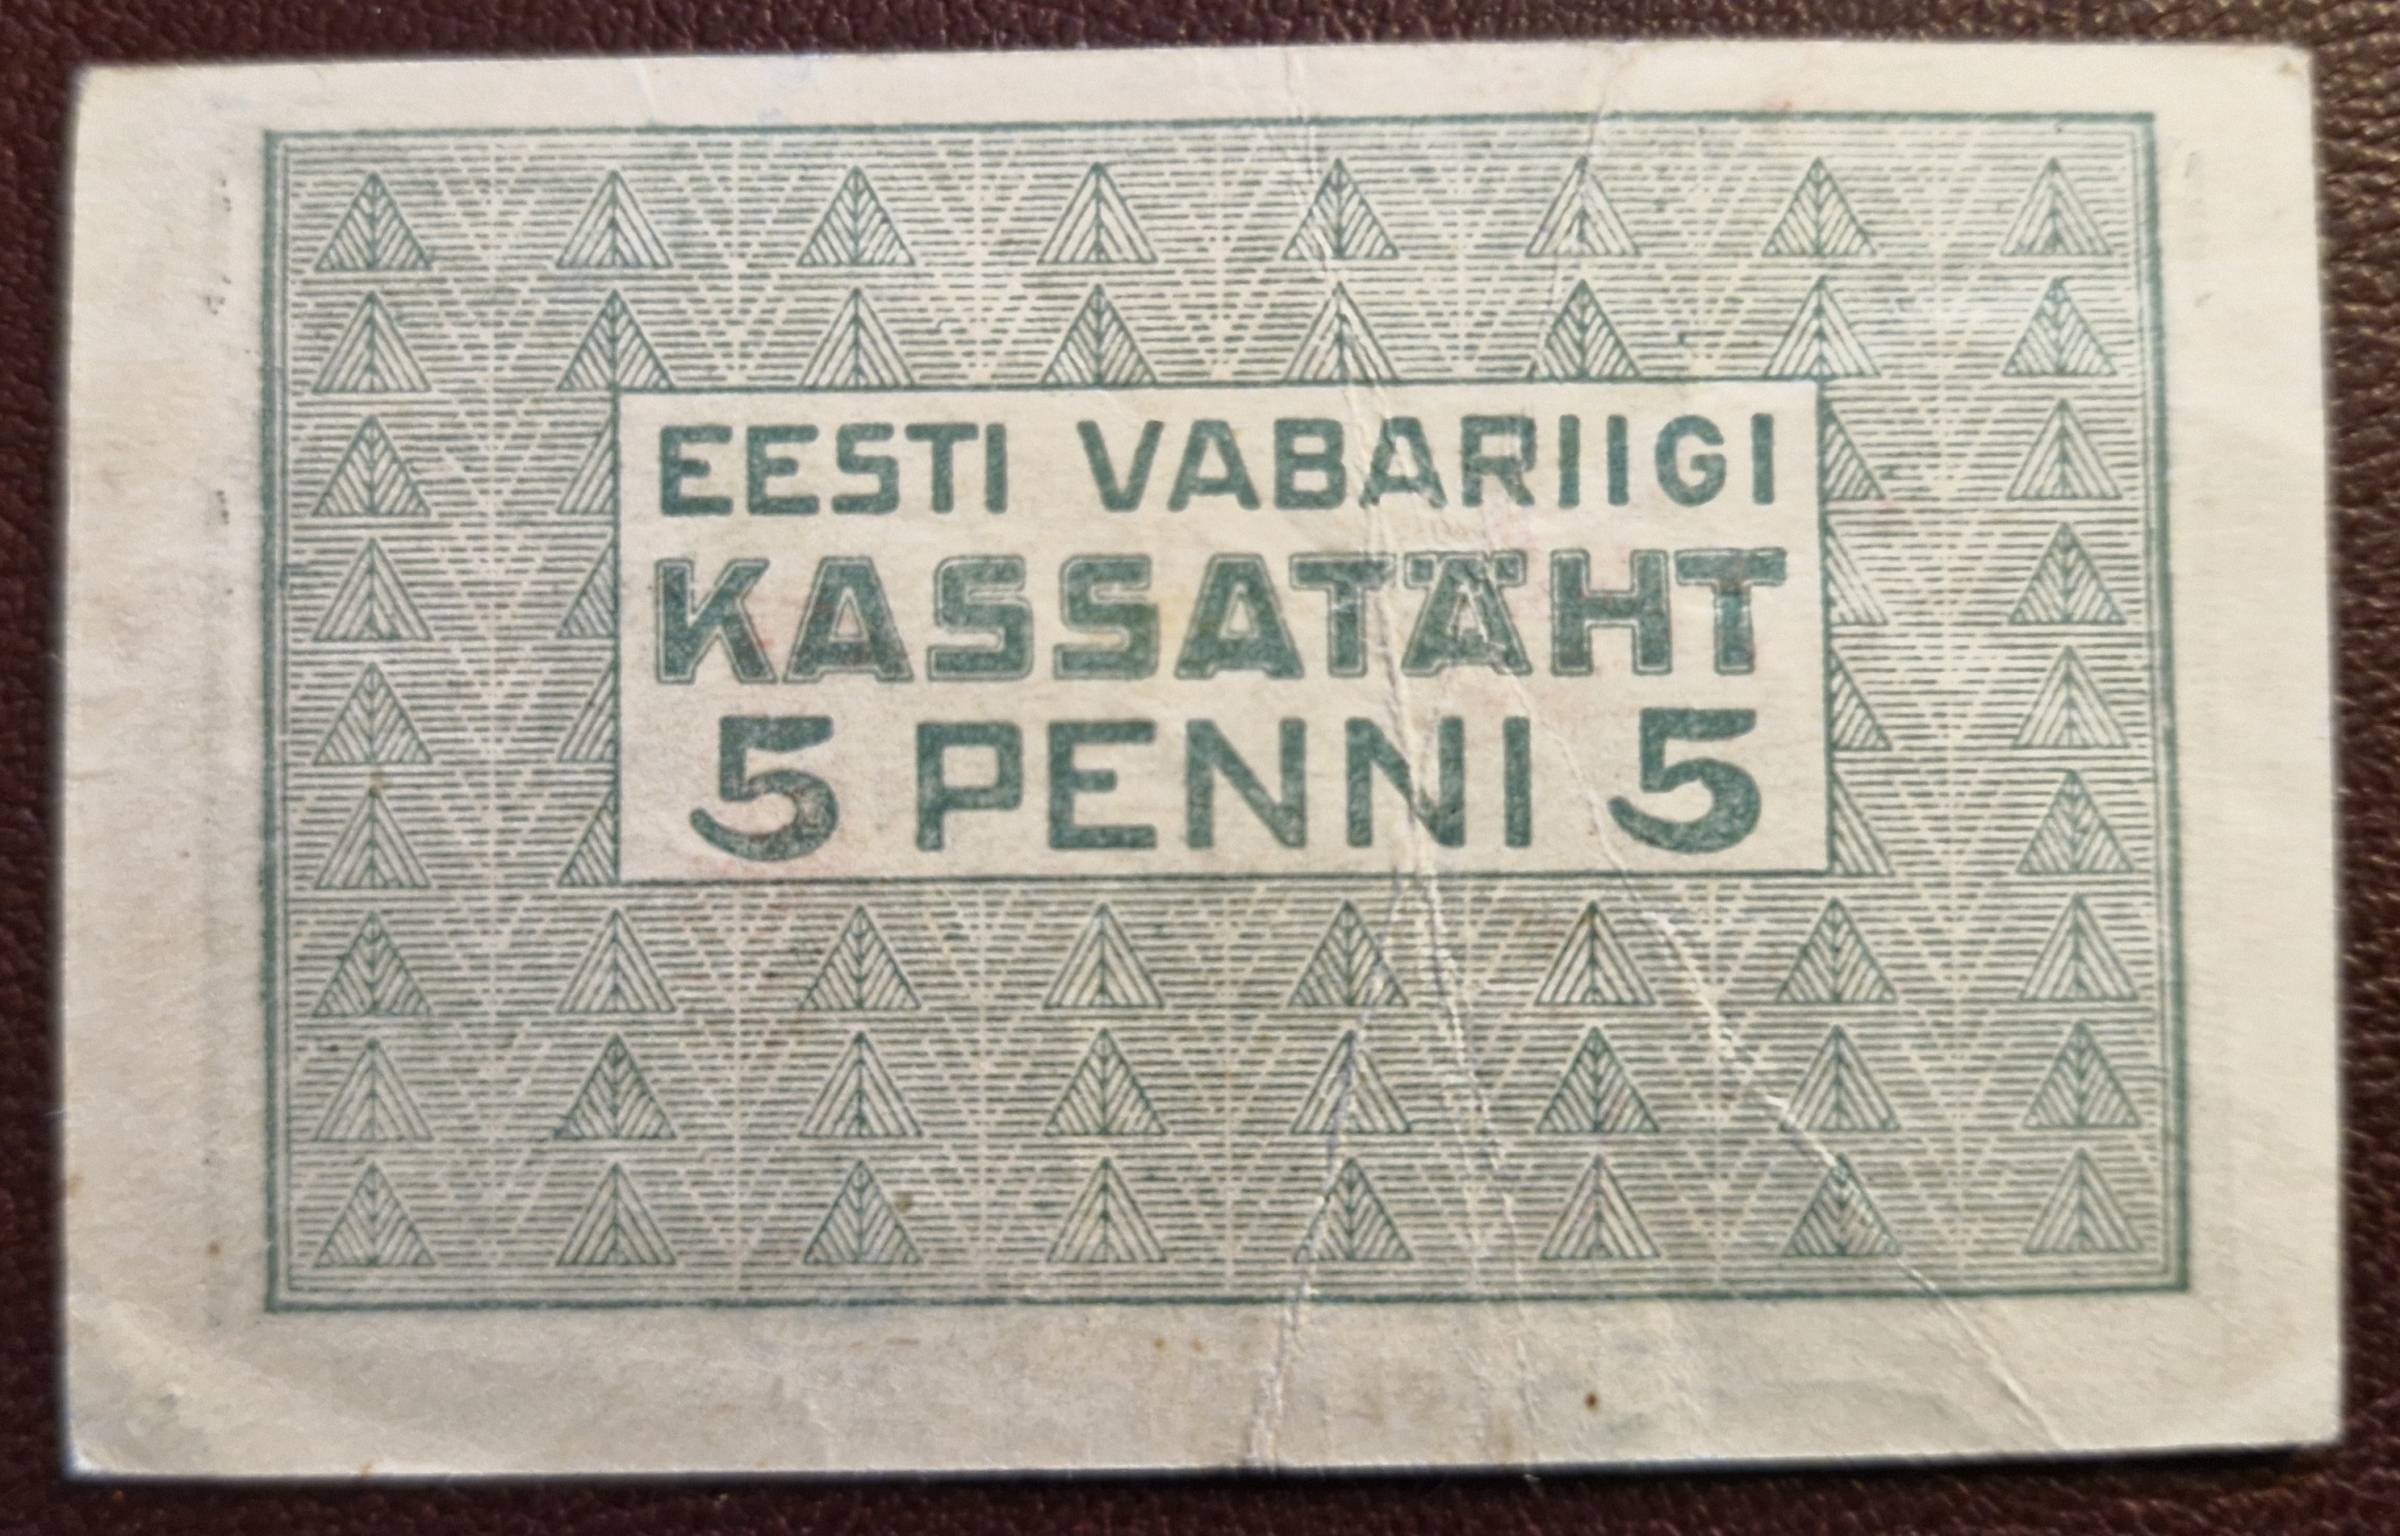 EESTI VABARIIGI
KASSATÄHT
5 PENNI 5